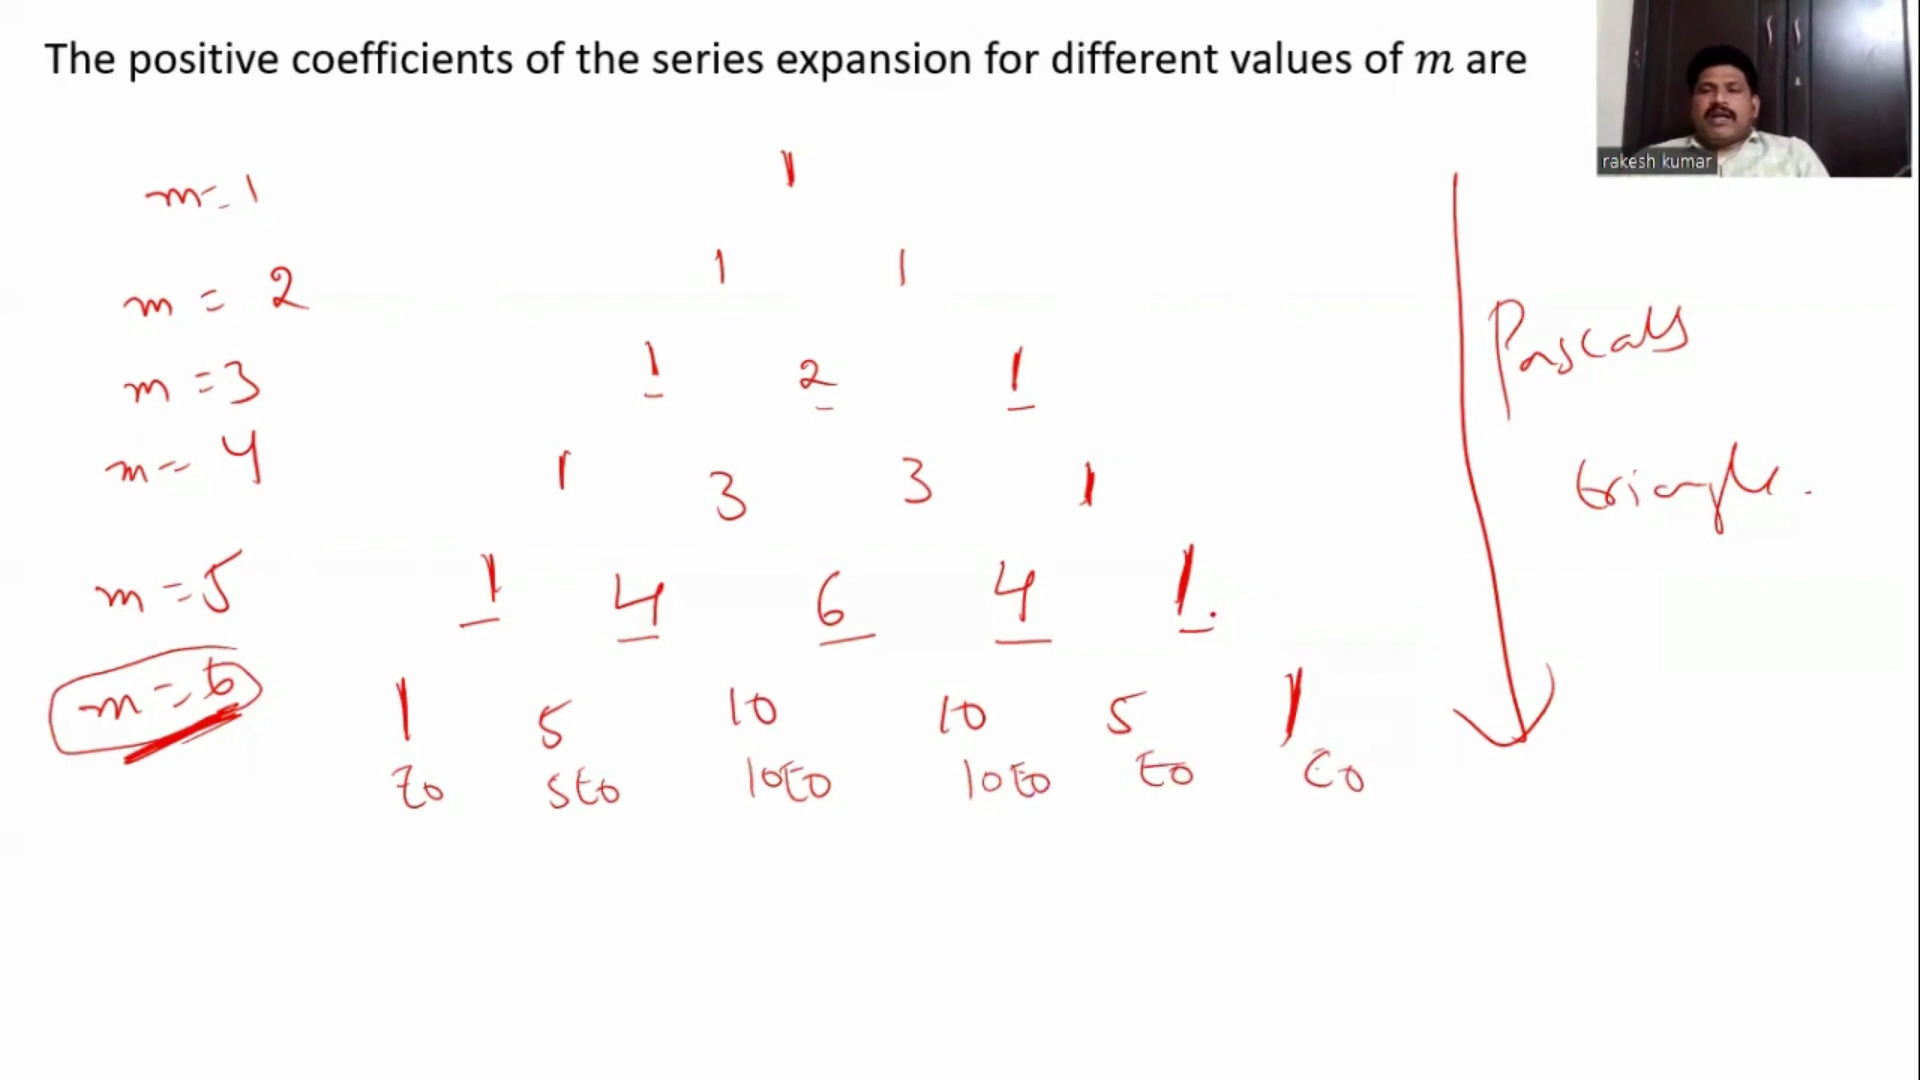 The positive coefficients of the series expansion for different values of m are
rakesh kumar
m=1 1
m=2 1 1
m=3 1 2 1
m=4 1 3 3 1
m=5 1 4 6 4 1.
m=6 1 5 10 10 5 1
Pascals
triangle.